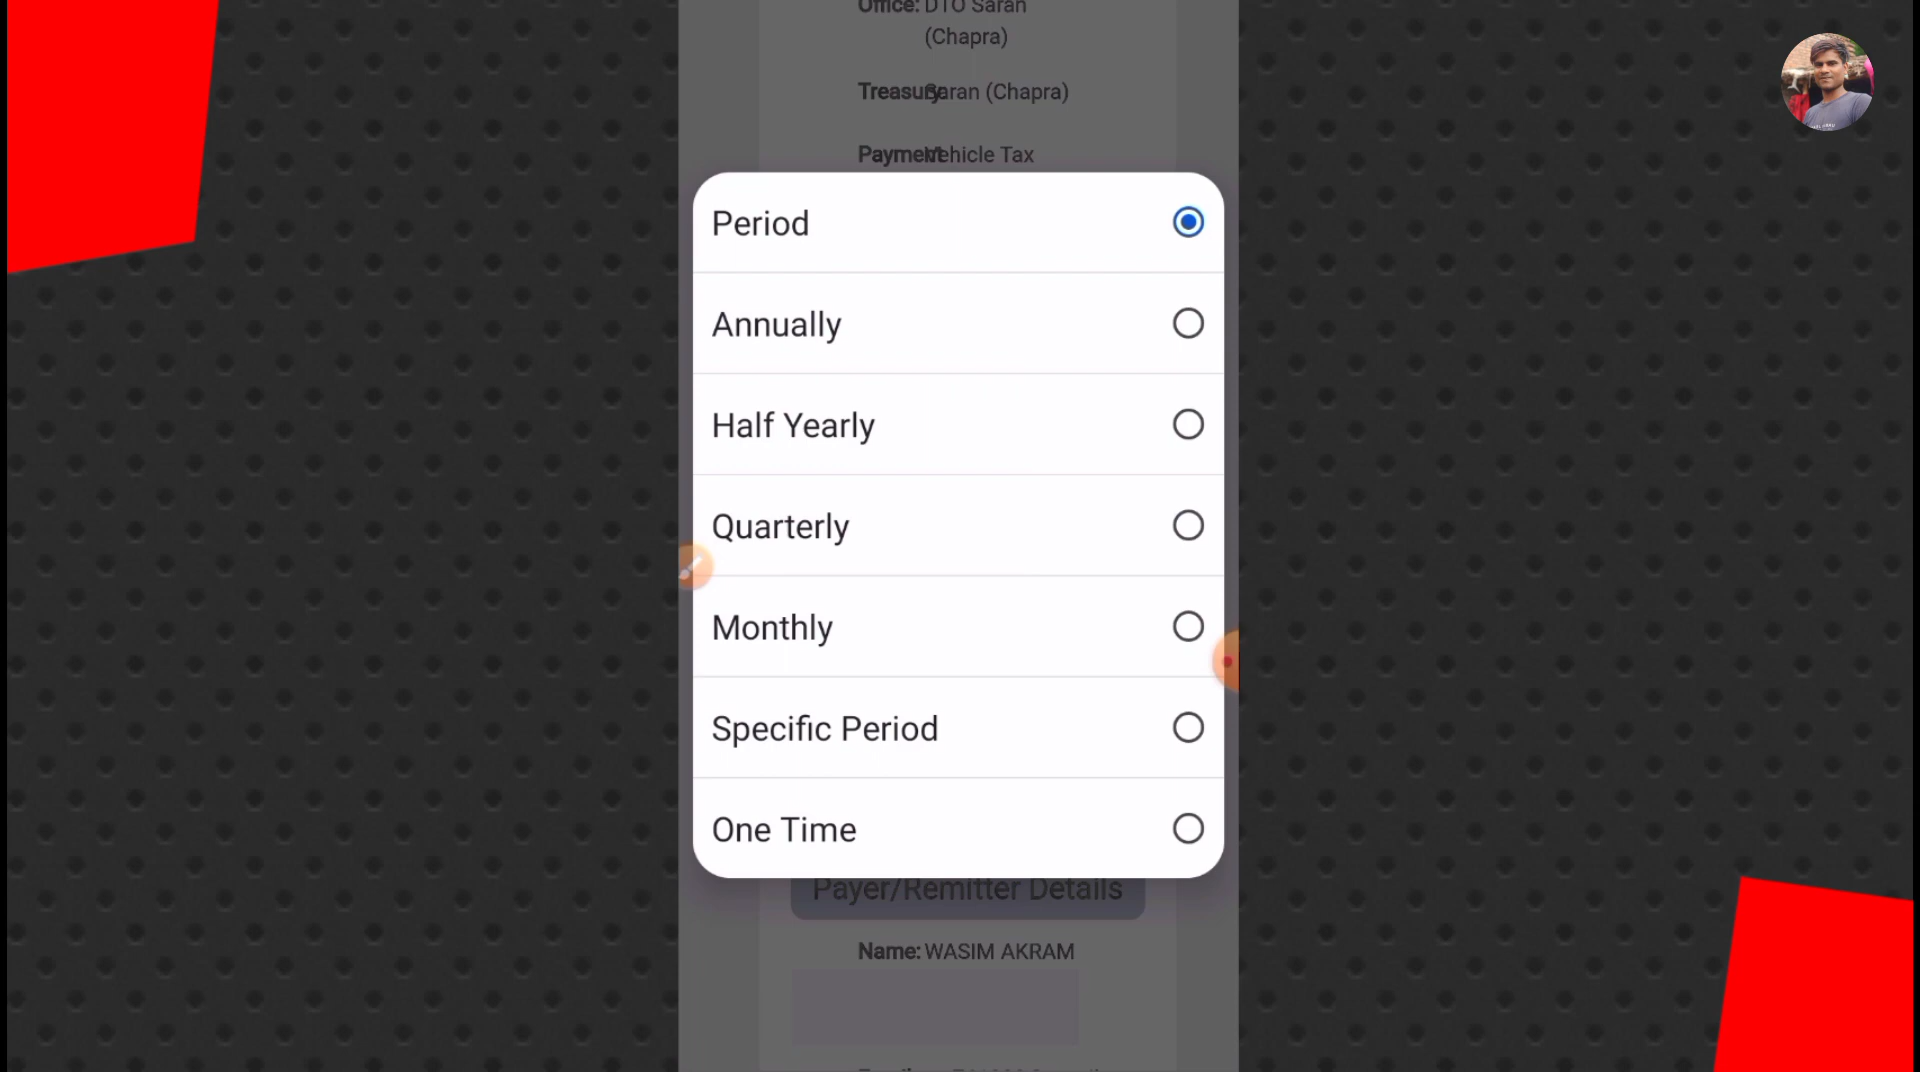 Office: DTO Saran
(Chapra)
Treasury: Saran (Chapra)
Payment Vehicle Tax
Period
Annually
Half Yearly
Quarterly
Monthly
Specific Period
One Time
Payer/Remitter Details
Name: WASIM AKRAM